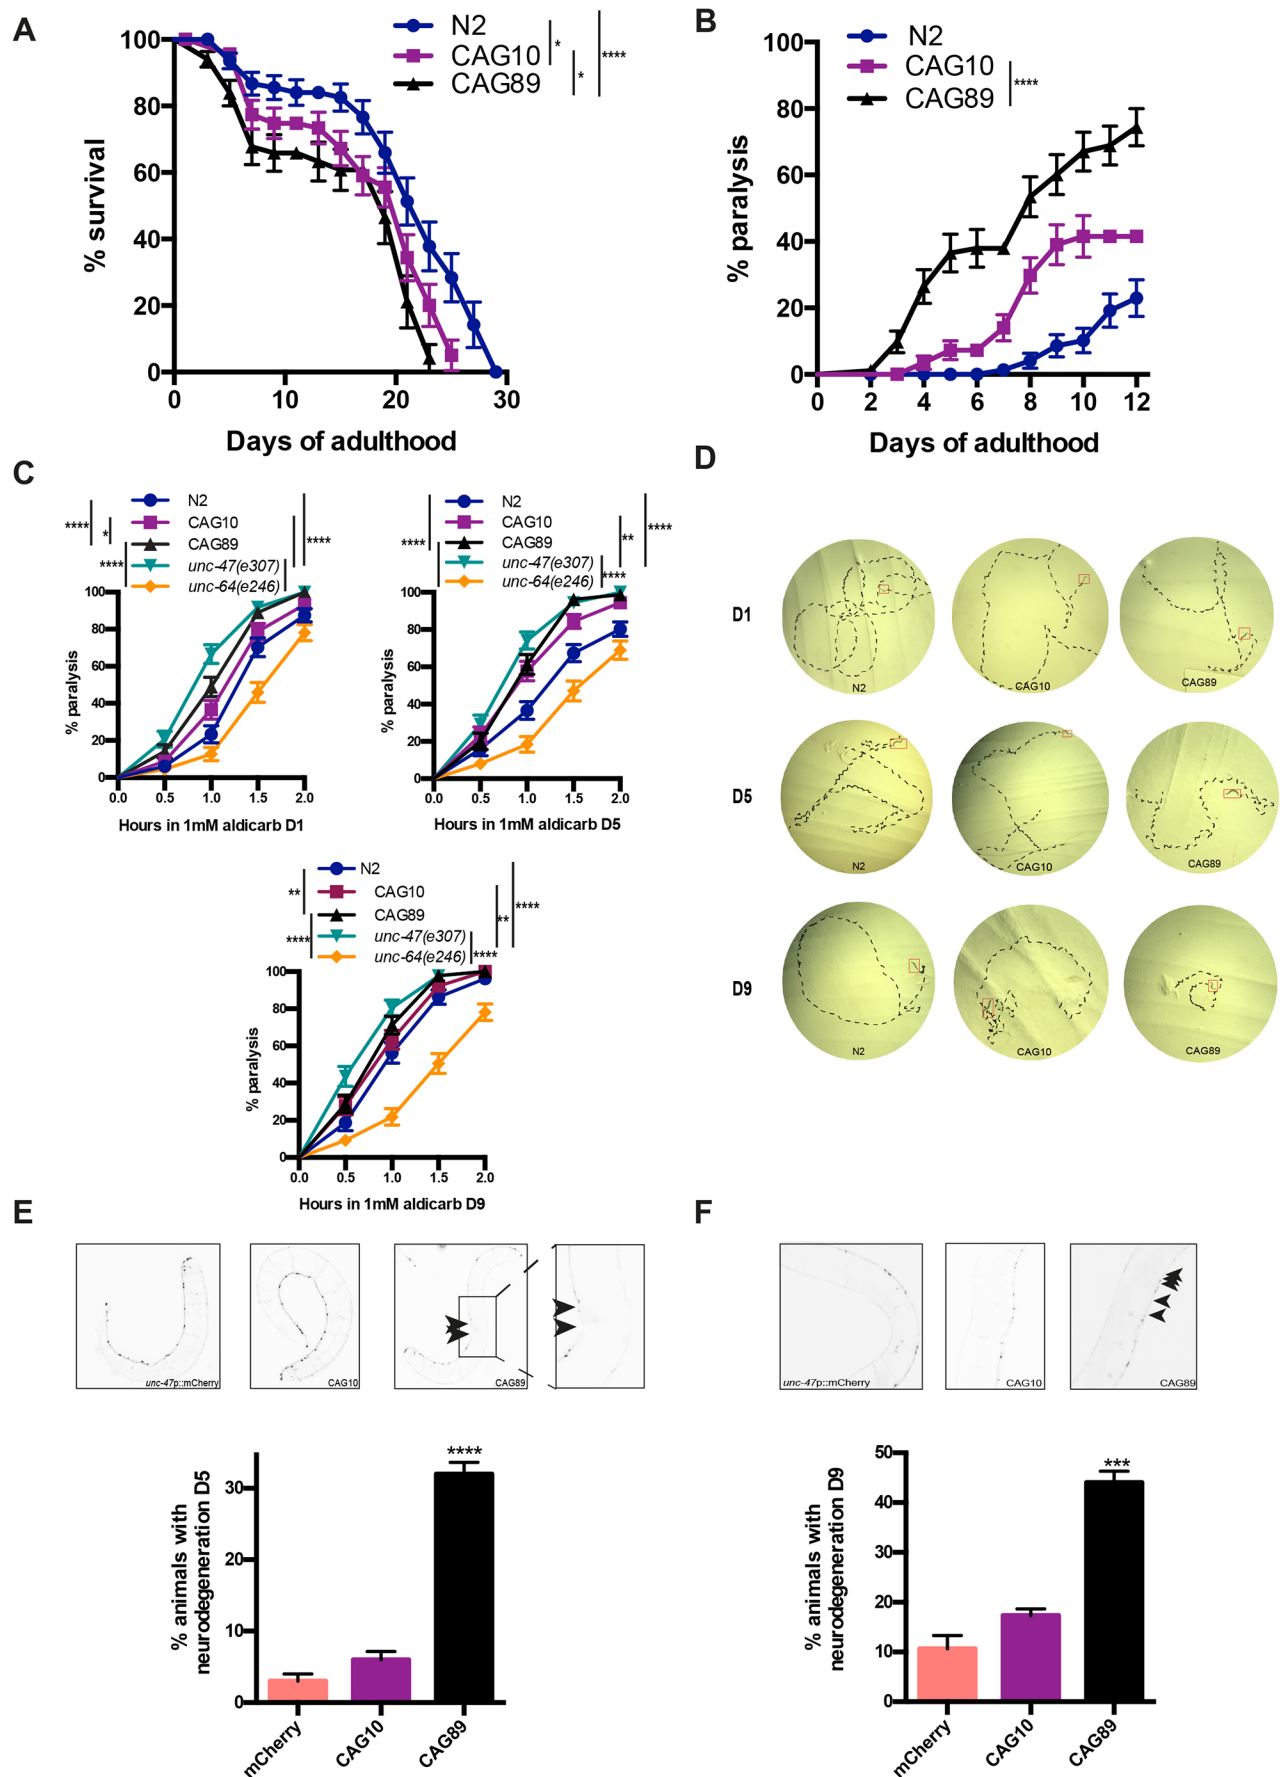 A
N2
CAG10
CAG89
*
*
****
% survival
100
80
60
40
20
0
0 10 20 30
Days of adulthood
B
N2
CAG10
CAG89
****
% paralysis
100
80
60
40
20
0
0 2 4 6 8 10 12
Days of adulthood
C
N2
CAG10
CAG89
unc-47(e307)
unc-64(e246)
****
*
****
****
% paralysis
100
80
60
40
20
0
0.0 0.5 1.0 1.5 2.0
Hours in 1mM aldicarb D1
N2
CAG10
CAG89
unc-47(e307)
unc-64(e246)
****
**
****
****
% paralysis
100
80
60
40
20
0
0.0 0.5 1.0 1.5 2.0
Hours in 1mM aldicarb D5
N2
CAG10
CAG89
unc-47(e307)
unc-64(e246)
**
****
**
****
****
% paralysis
100
80
60
40
20
0
0.0 0.5 1.0 1.5 2.0
Hours in 1mM aldicarb D9
D
D1
N2
CAG10
CAG89
D5
N2
CAG10
CAG89
D9
N2
CAG10
CAG89
E
unc-47p::mCherry
CAG10
CAG89
% animals with
neurodegeneration D5
30
20
10
0
****
mCherry
CAG10
CAG89
F
unc-47p::mCherry
CAG10
CAG89
% animals with
neurodegeneration D9
50
40
30
20
10
0
***
mCherry
CAG10
CAG89